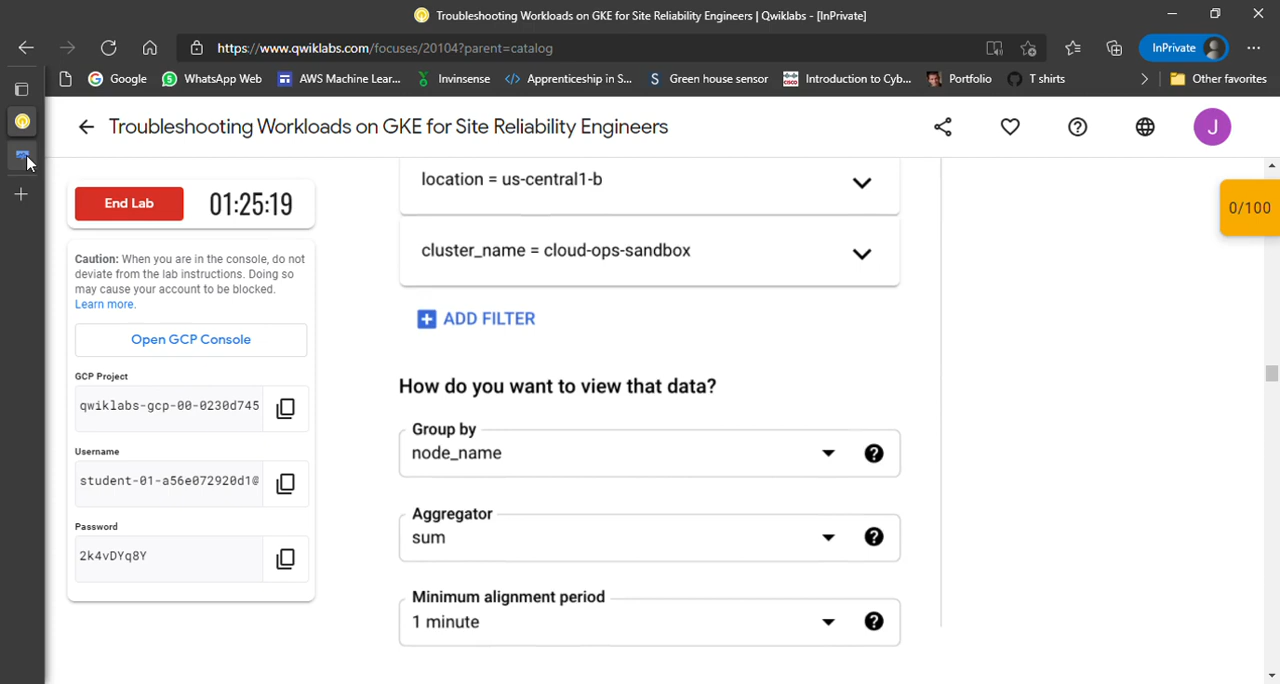 Troubleshooting Workloads on GKE for Site Reliability Engineers | Qwiklabs - [InPrivate]
https://www.qwiklabs.com/focuses/20104?parent=catalog
InPrivate
Google WhatsApp Web AWS Machine Lear... Invinsense Apprenticeship in S... Green house sensor Introduction to Cyb... Portfolio T shirts Other favorites
Troubleshooting Workloads on GKE for Site Reliability Engineers
J
End Lab 01:25:19
0/100
Caution: When you are in the console, do not
deviate from the lab instructions. Doing so
may cause your account to be blocked.
Learn more.
Open GCP Console
GCP Project
qwiklabs-gcp-00-0230d745
Username
student-01-a56e072920d1@
Password
2k4vDYq8Y
location = us-central1-b
cluster_name = cloud-ops-sandbox
ADD FILTER
How do you want to view that data?
Group by
node_name
Aggregator
sum
Minimum alignment period
1 minute